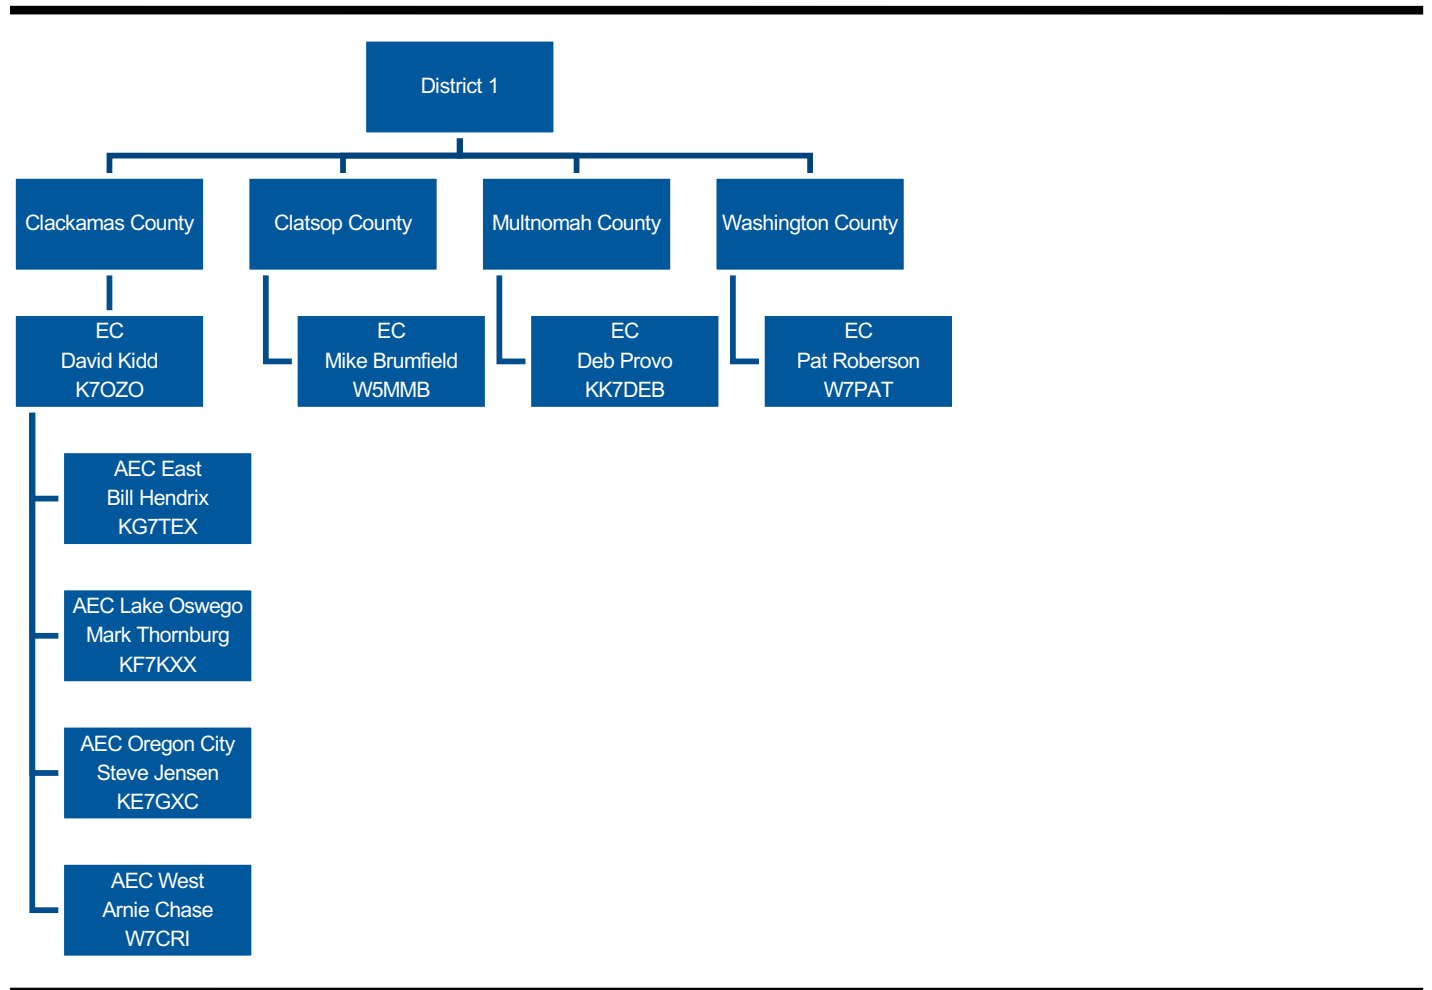 District 1
Clackamas County
Clatsop County
Multnomah County
Washington County
EC
David Kidd
K7OZO
EC
Mike Brumfield
W5MMB
EC
Deb Provo
KK7DEB
EC
Pat Roberson
W7PAT
AEC East
Bill Hendrix
KG7TEX
AEC Lake Oswego
Mark Thornburg
KF7KXX
AEC Oregon City
Steve Jensen
KE7GXC
AEC West
Arnie Chase
W7CRI